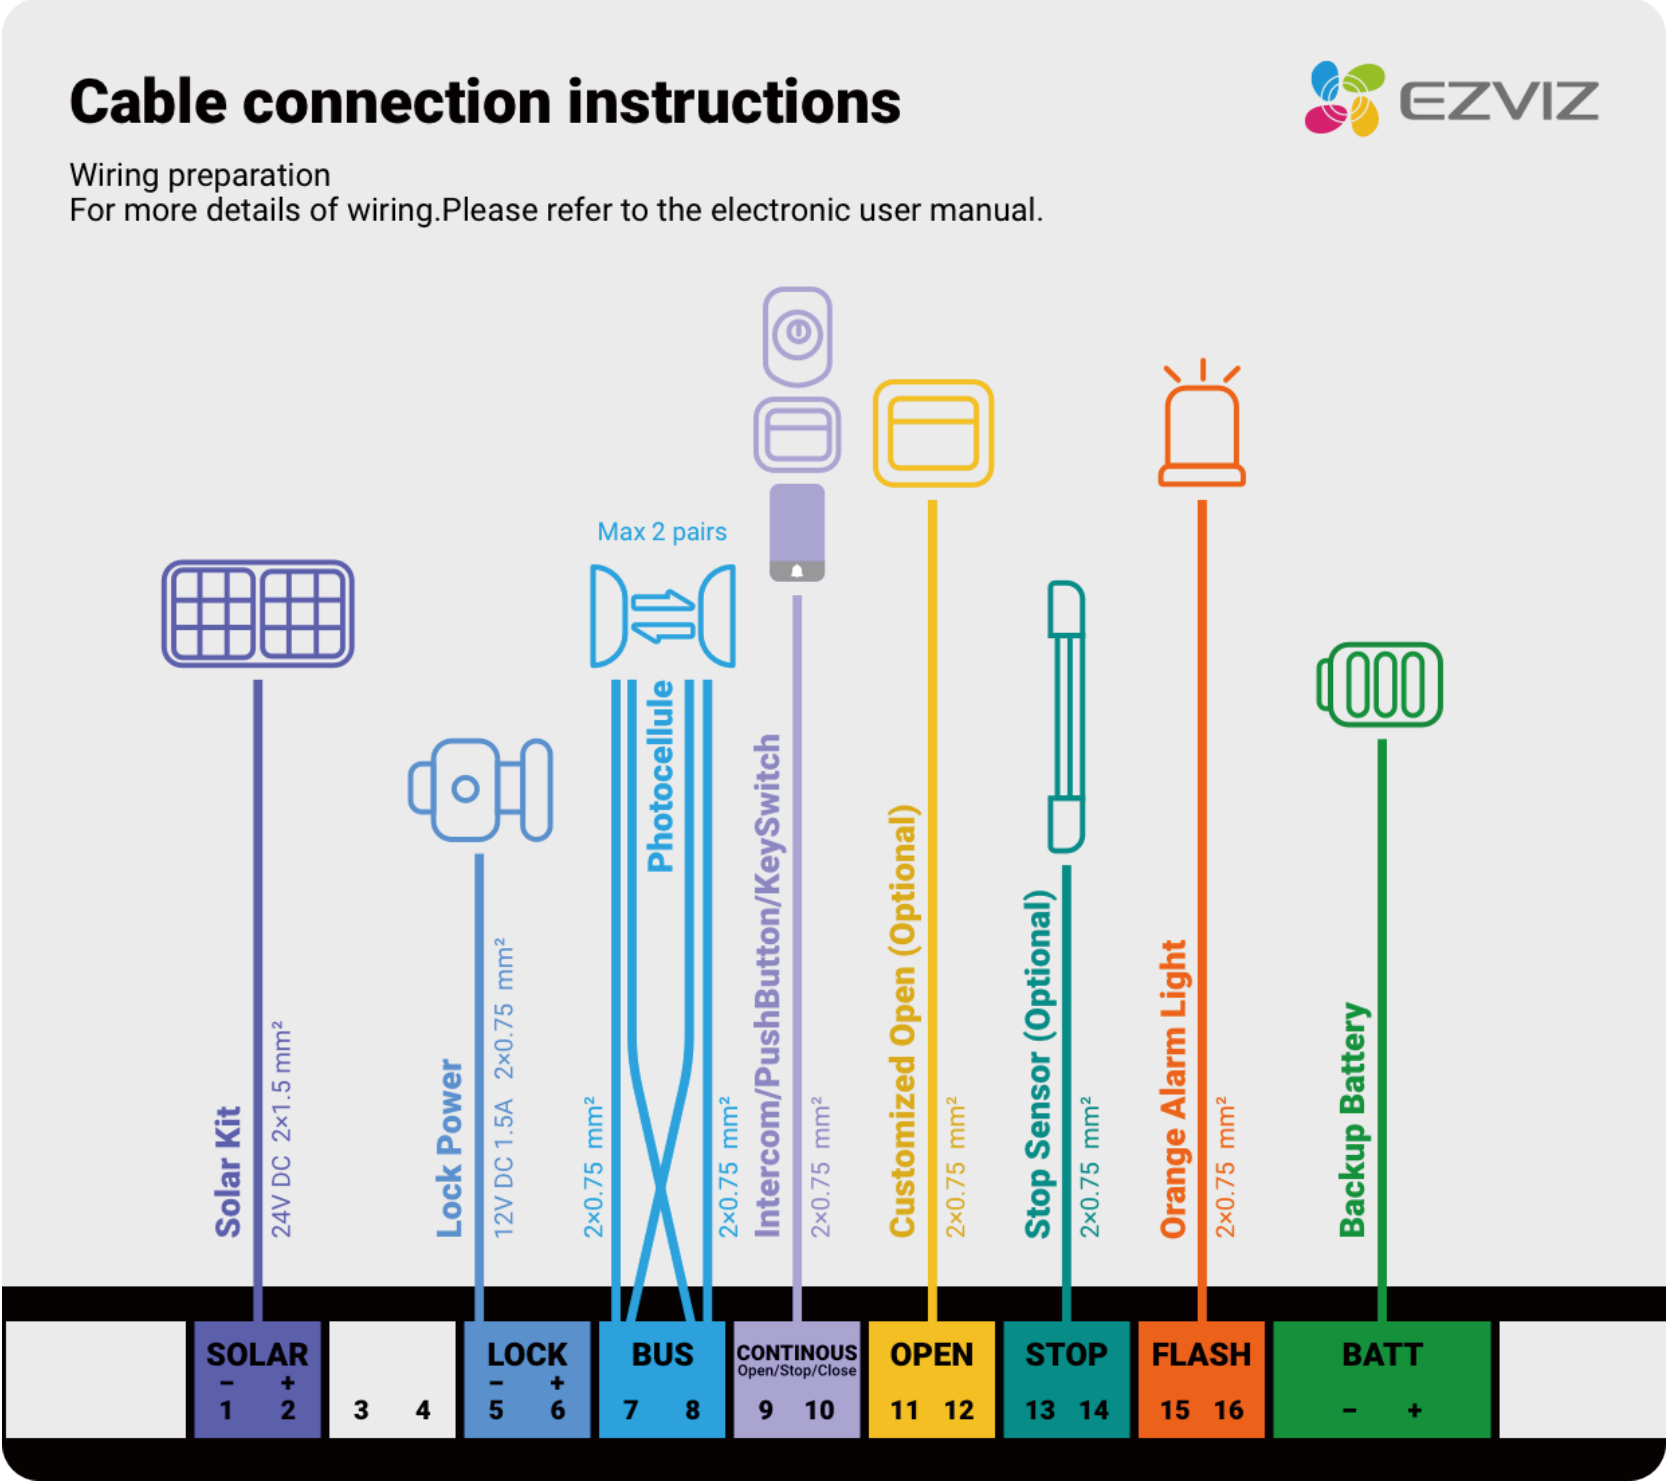 Cable connection instructions
EZVIZ
Wiring preparation
For more details of wiring.Please refer to the electronic user manual.
Max 2 pairs
Solar Kit
24V DC 2×1.5 mm²
Lock Power
12V DC 1.5A 2×0.75 mm²
2×0.75 mm²
Photocellule
2×0.75 mm²
Intercom/PushButton/KeySwitch
2×0.75 mm²
Customized Open (Optional)
2×0.75 mm²
Stop Sensor (Optional)
2×0.75 mm²
Orange Alarm Light
2×0.75 mm²
Backup Battery
SOLAR
− +
1 2
3 4
LOCK
− +
5 6
BUS
7 8
CONTINOUS
Open/Stop/Close
9 10
OPEN
11 12
STOP
13 14
FLASH
15 16
BATT
− +